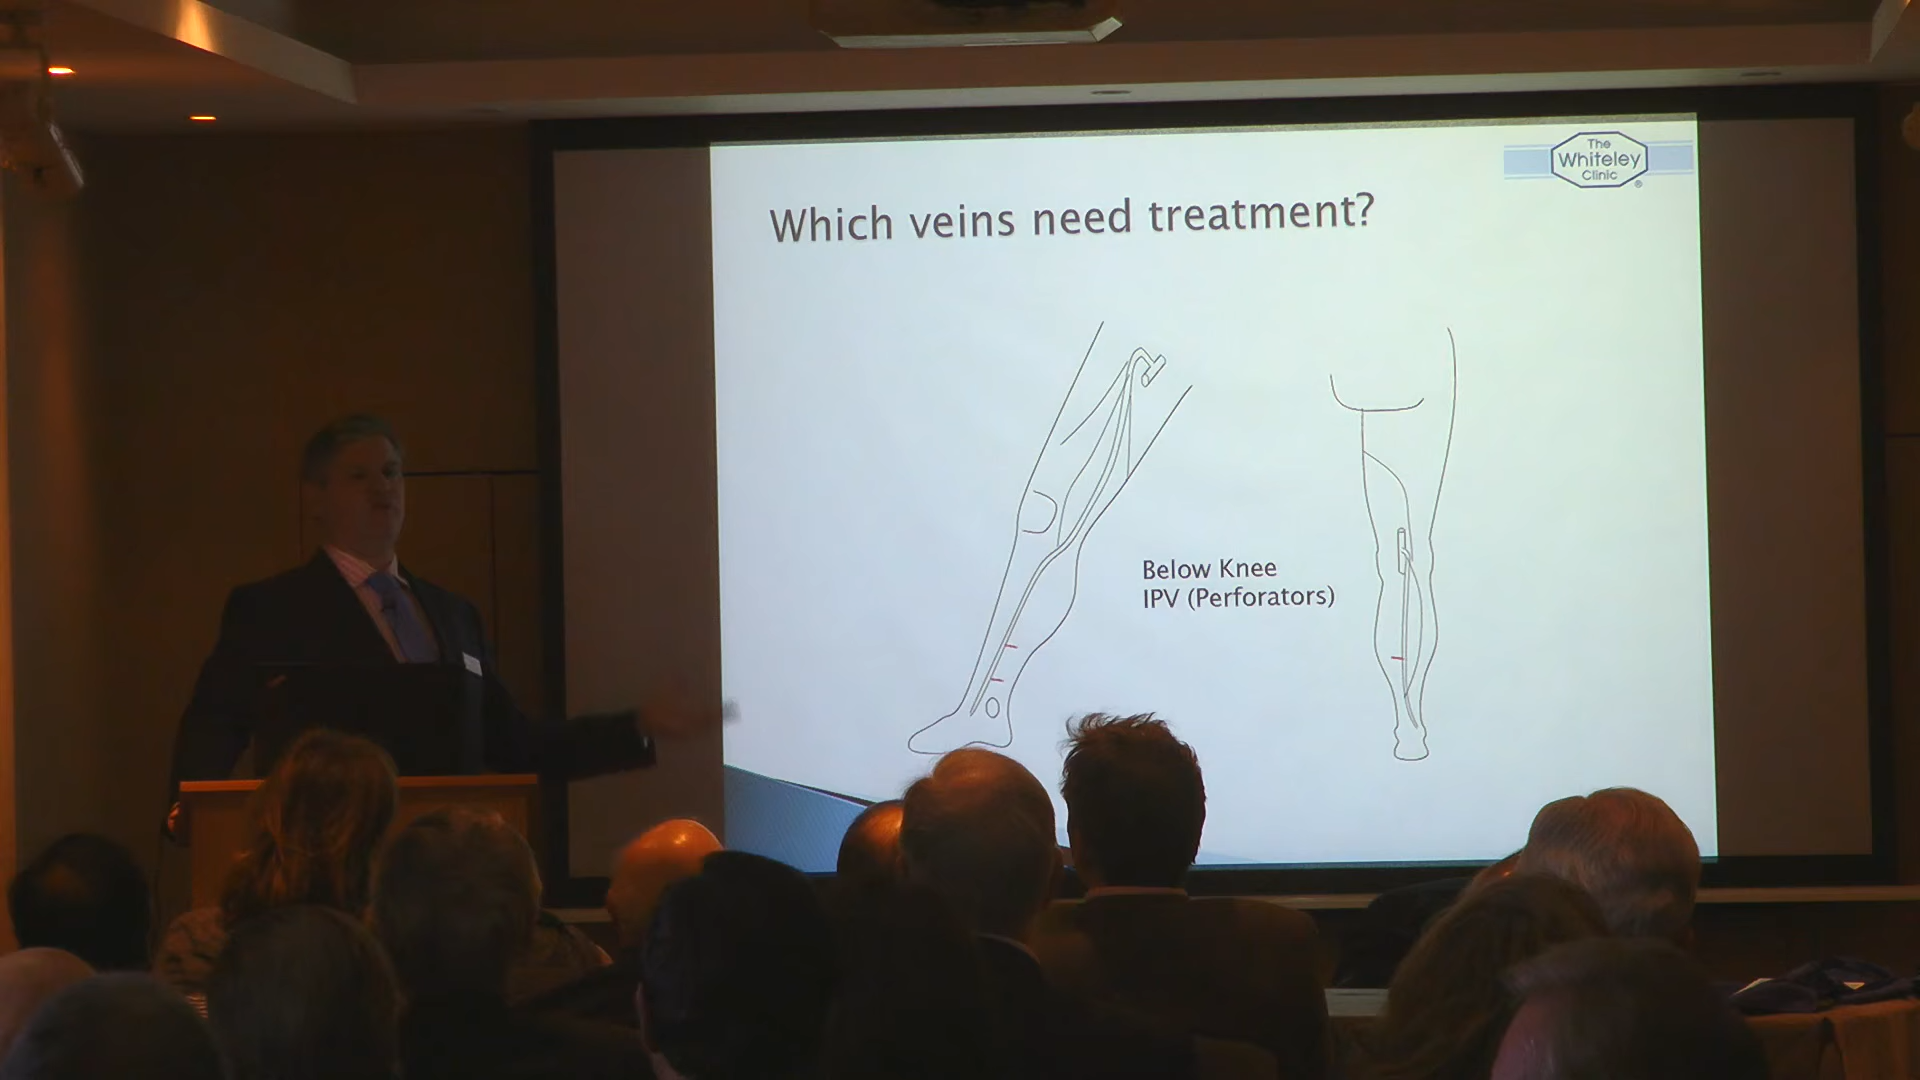 The
Whiteley
Clinic
®
Which veins need treatment?
Below Knee
IPV (Perforators)